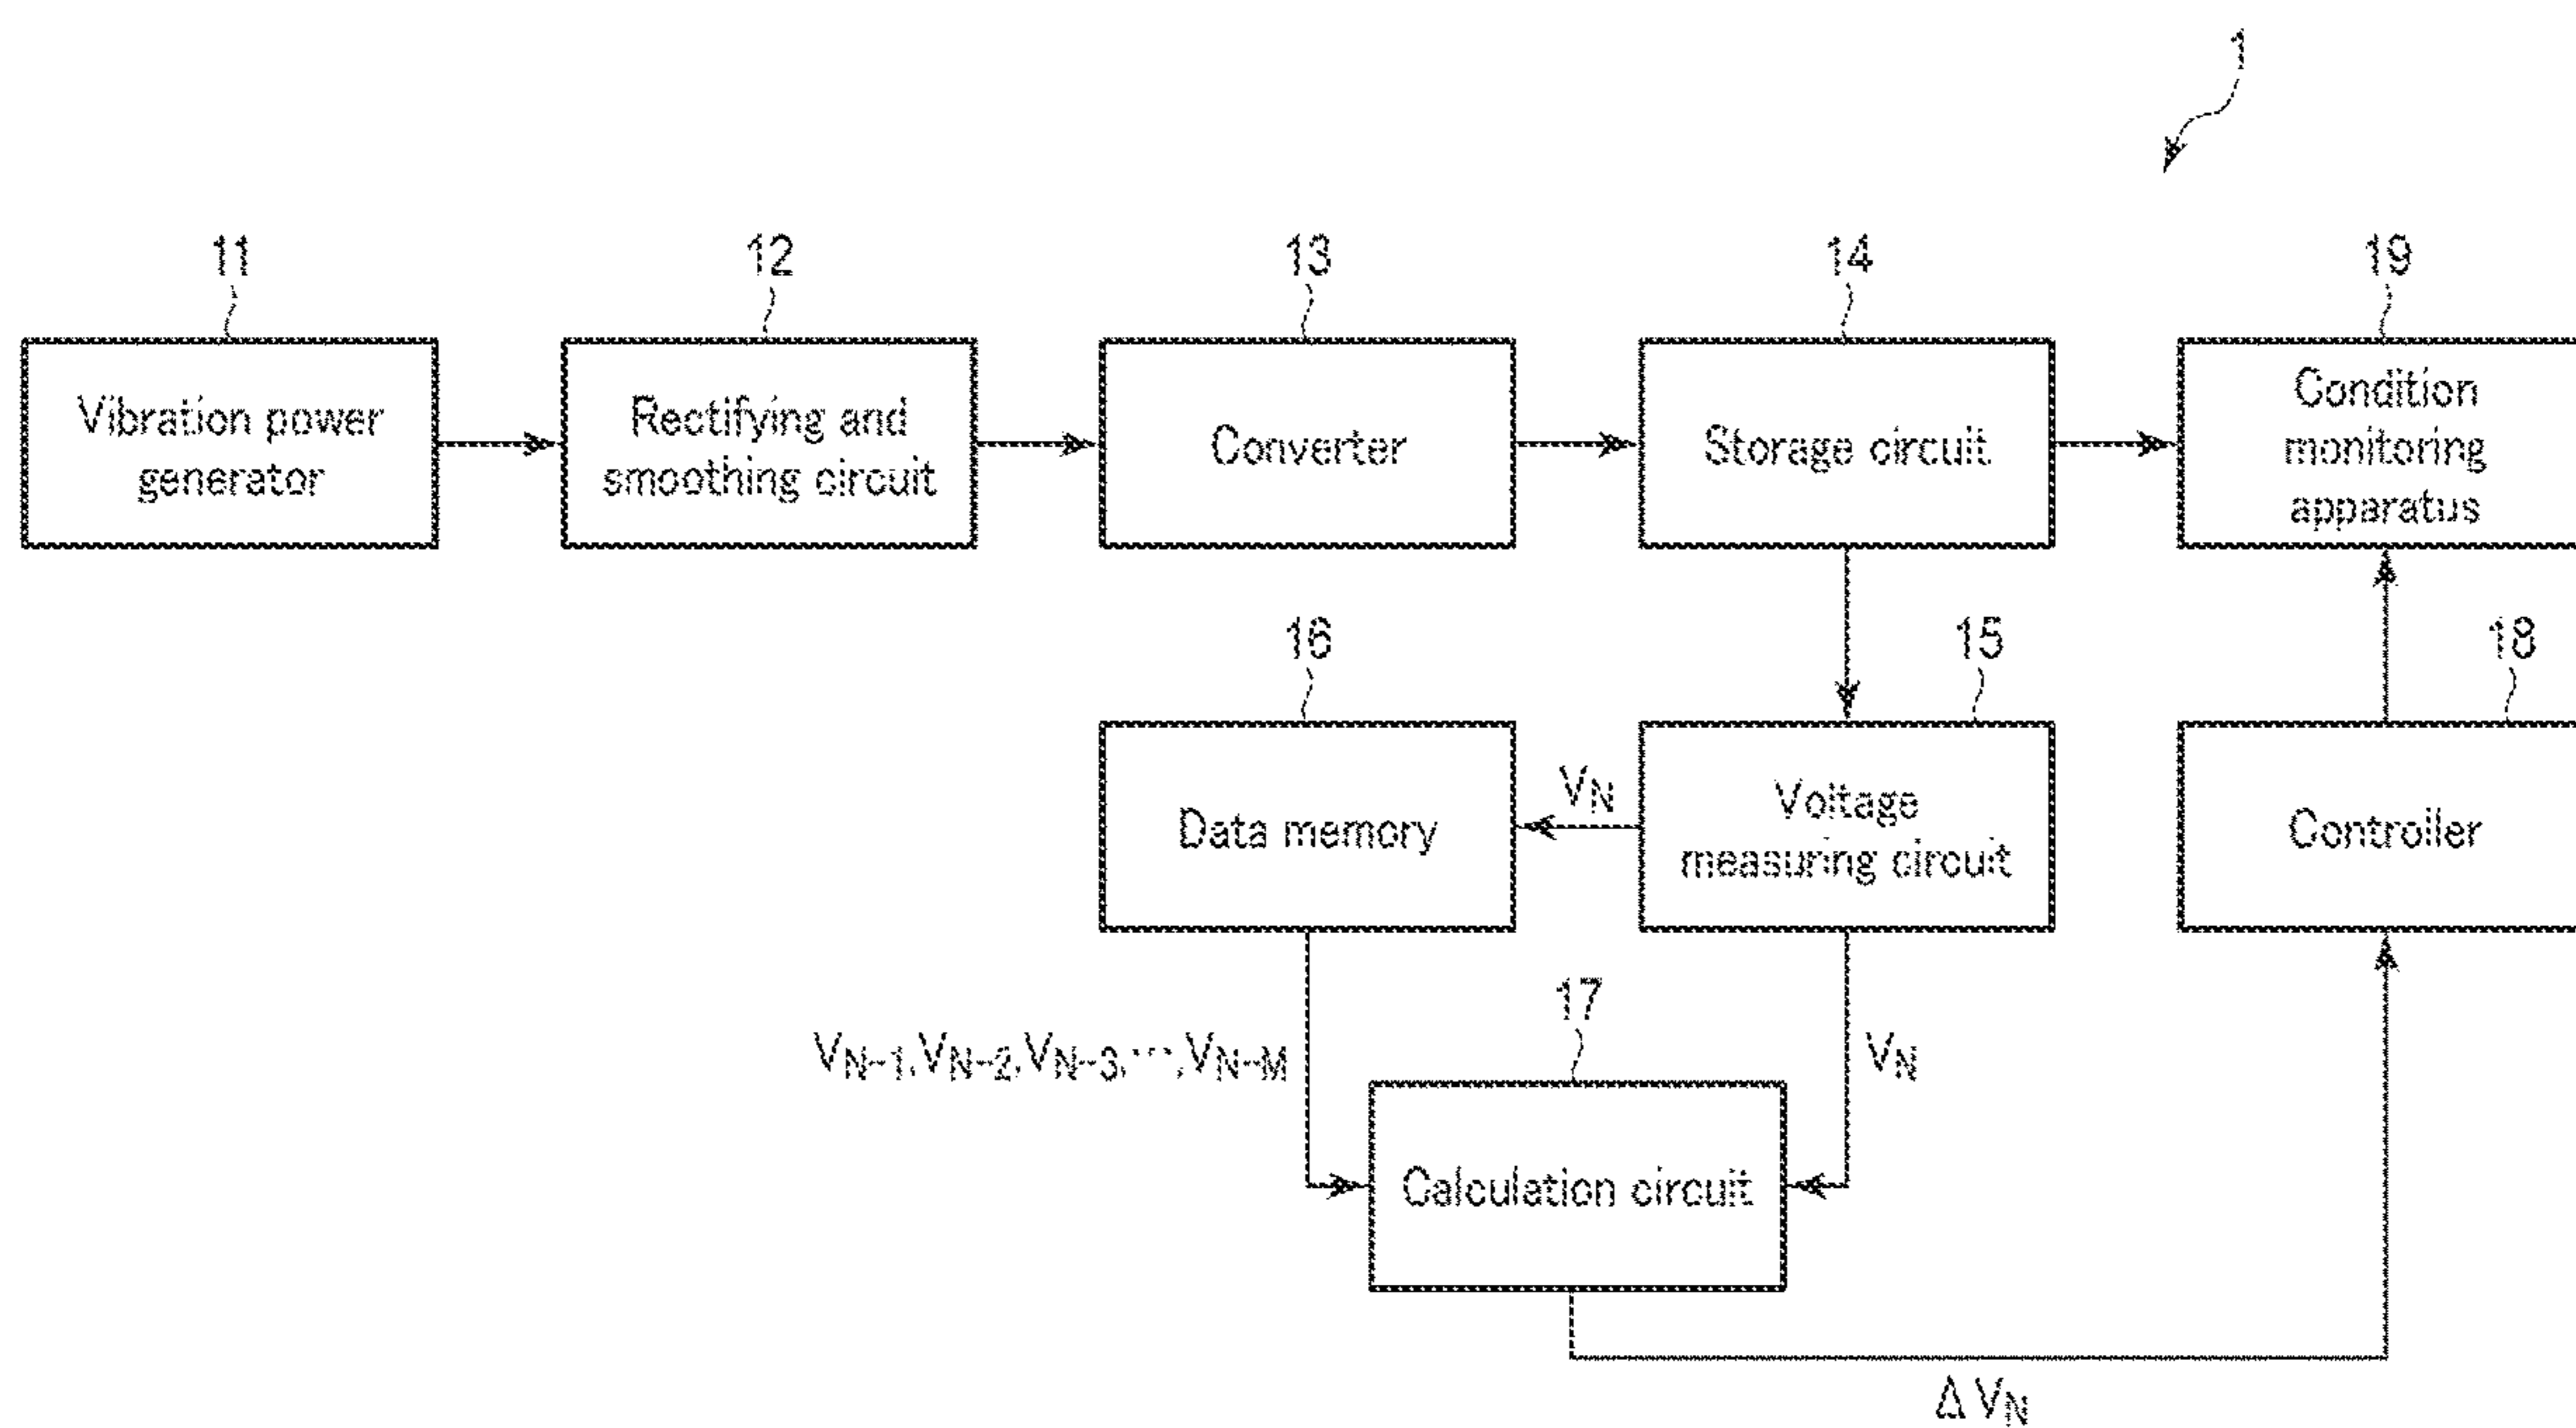 1
11
12
13
14
19
Vibration power
generator
Rectifying and
smoothing circuit
Converter
Storage circuit
Condition
monitoring
apparatus
16
15
18
Data memory
VN
Voltage
measuring circuit
Controller
17
VN-1,VN-2,VN-3,···,VN-M
VN
Calculation circuit
Δ VN